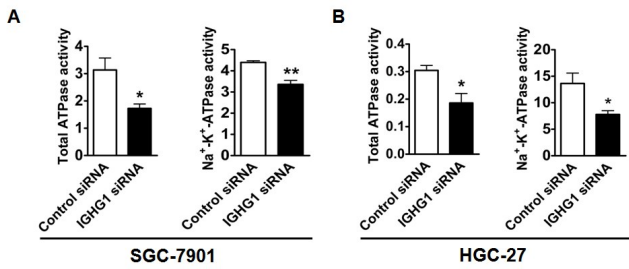 A
B
Total ATPase activity
4
3
2
1
0
*
Control siRNA
IGHG1 siRNA
Na⁺-K⁺-ATPase activity
5
4
3
2
1
0
**
Control siRNA
IGHG1 siRNA
SGC-7901
Total ATPase activity
0.4
0.3
0.2
0.1
0.0
*
Control siRNA
IGHG1 siRNA
Na⁺-K⁺-ATPase activity
20
15
10
5
0
*
Control siRNA
IGHG1 siRNA
HGC-27